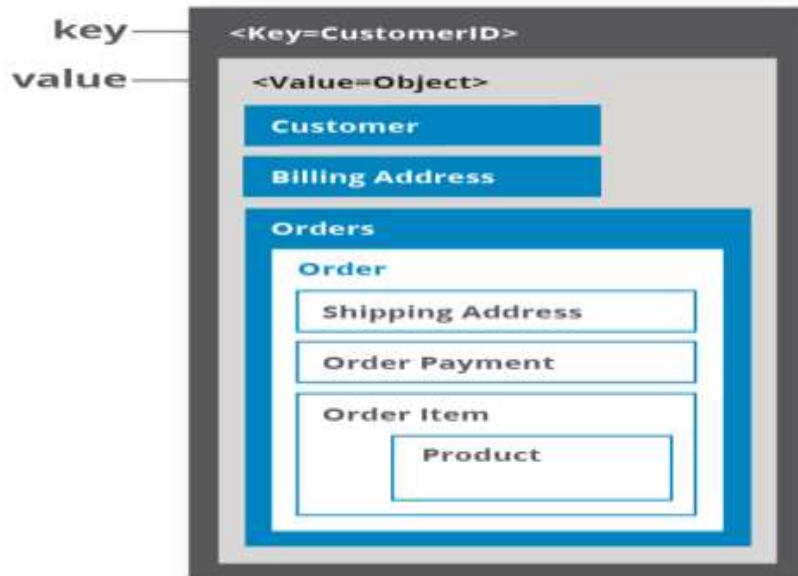 key
<Key=CustomerID>
value
<Value=Object>
Customer
Billing Address
Orders
Order
Shipping Address
Order Payment
Order Item
Product